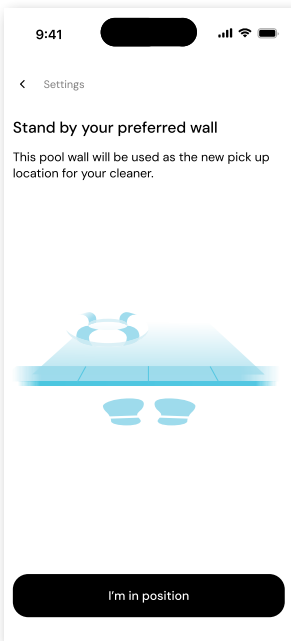 9:41
Settings
Stand by your preferred wall
This pool wall will be used as the new pick up
location for your cleaner.
I'm in position